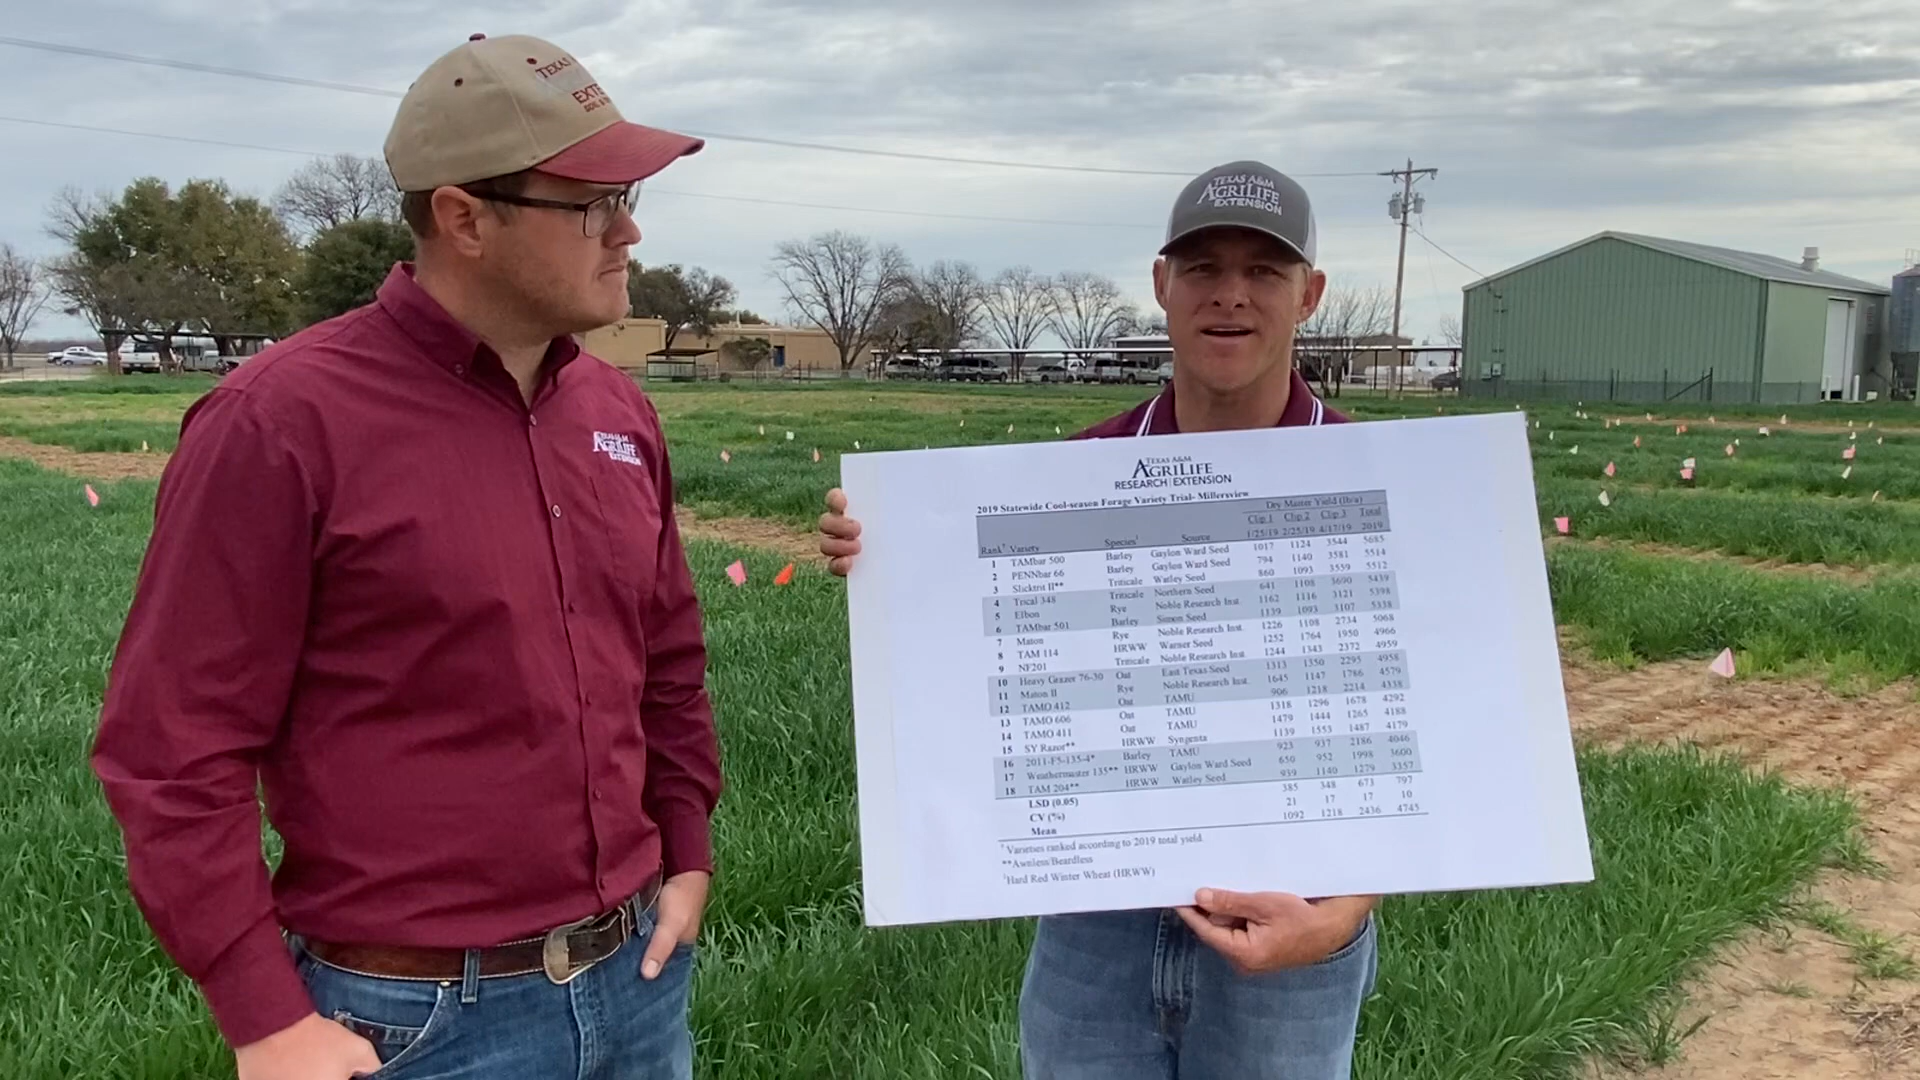 TEXAS
EXTE
TEXAS A&M
AGRILIFE
EXTENSION
TEXAS A&M
AGRILIFE
EXTENSION
TEXAS A&M
AGRILIFE
RESEARCH | EXTENSION
2019 Statewide Cool-season Forage Variety Trial- Millersview
Dry Matter Yield (lb/a)
Clip 1 Clip 2 Clip 3 Total
Rank† Variety Species¹ Source 1/25/19 2/25/19 4/17/19 2019
1 TAMbar 500 Barley Gaylon Ward Seed 1017 1124 3544 5685
2 PENNbar 66 Barley Gaylon Ward Seed 794 1140 3581 5514
3 Slicktrit II** Triticale Watley Seed 860 1093 3559 5512
4 Trical 348 Triticale Northern Seed 641 1108 3690 5439
5 Elbon Rye Noble Research Inst. 1162 1116 3121 5398
6 TAMbar 501 Barley Simon Seed 1139 1093 3107 5338
7 Maton Rye Noble Research Inst. 1226 1108 2734 5068
8 TAM 114 HRWW Warner Seed 1252 1764 1950 4966
9 NF201 Triticale Noble Research Inst. 1244 1343 2372 4959
10 Heavy Grazer 76-30 Oat East Texas Seed 1313 1350 2295 4958
11 Maton II Rye Noble Research Inst. 1645 1147 1786 4579
12 TAMO 412 Oat TAMU 906 1218 2214 4338
13 TAMO 606 Oat TAMU 1318 1296 1678 4292
14 TAMO 411 Oat TAMU 1479 1444 1265 4188
15 SY Razor** HRWW Syngenta 1139 1553 1487 4179
16 2011-F5-135-4* Barley TAMU 923 937 2186 4046
17 Weathermaster 135** HRWW Gaylon Ward Seed 650 952 1998 3600
18 TAM 204** HRWW Watley Seed 939 1140 1279 3357
LSD (0.05) 385 348 673 797
CV (%) 21 17 17 10
Mean 1092 1218 2436 4745
† Varieties ranked according to 2019 total yield
**Awnless/Beardless
¹Hard Red Winter Wheat (HRWW)